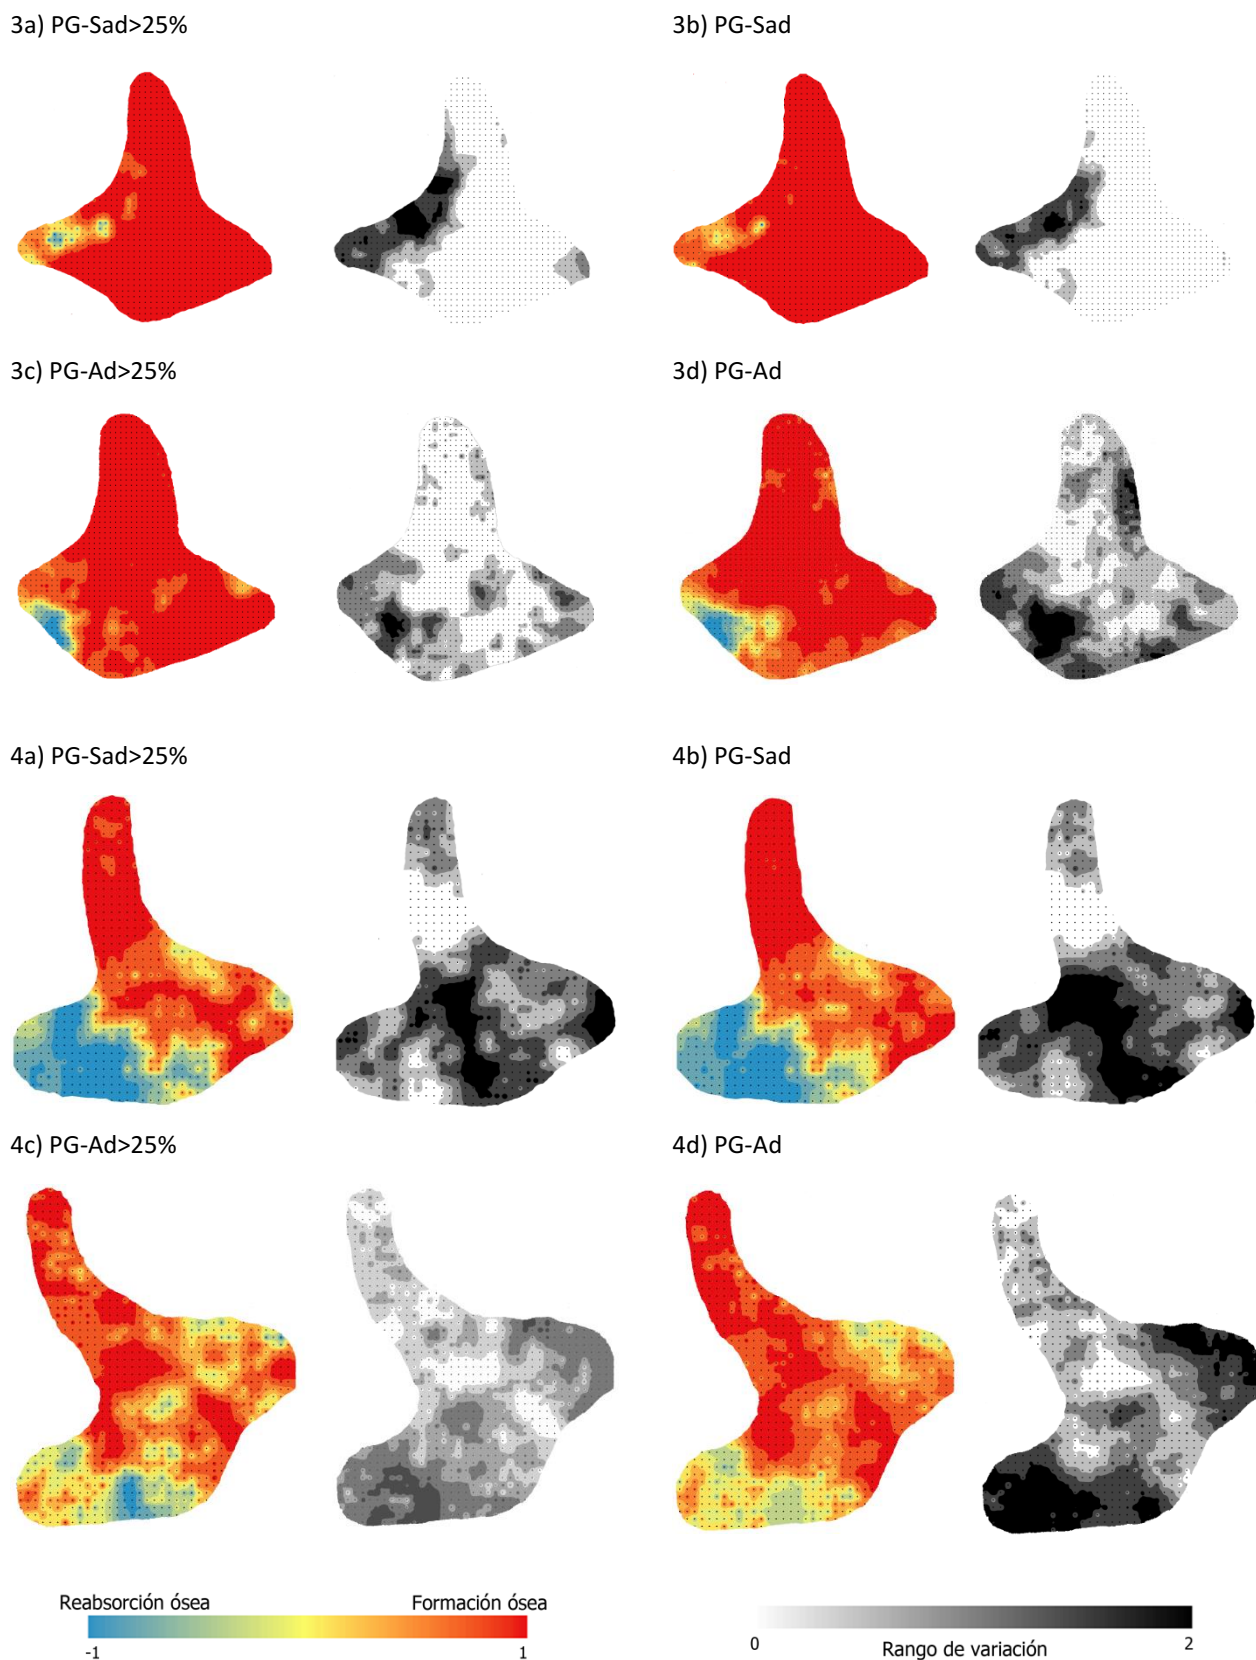 3a) PG-Sad>25%
3b) PG-Sad
3c) PG-Ad>25%
3d) PG-Ad
4a) PG-Sad>25%
4b) PG-Sad
4c) PG-Ad>25%
4d) PG-Ad
Reabsorción ósea
Formación ósea
-1
1
0
2
Rango de variación